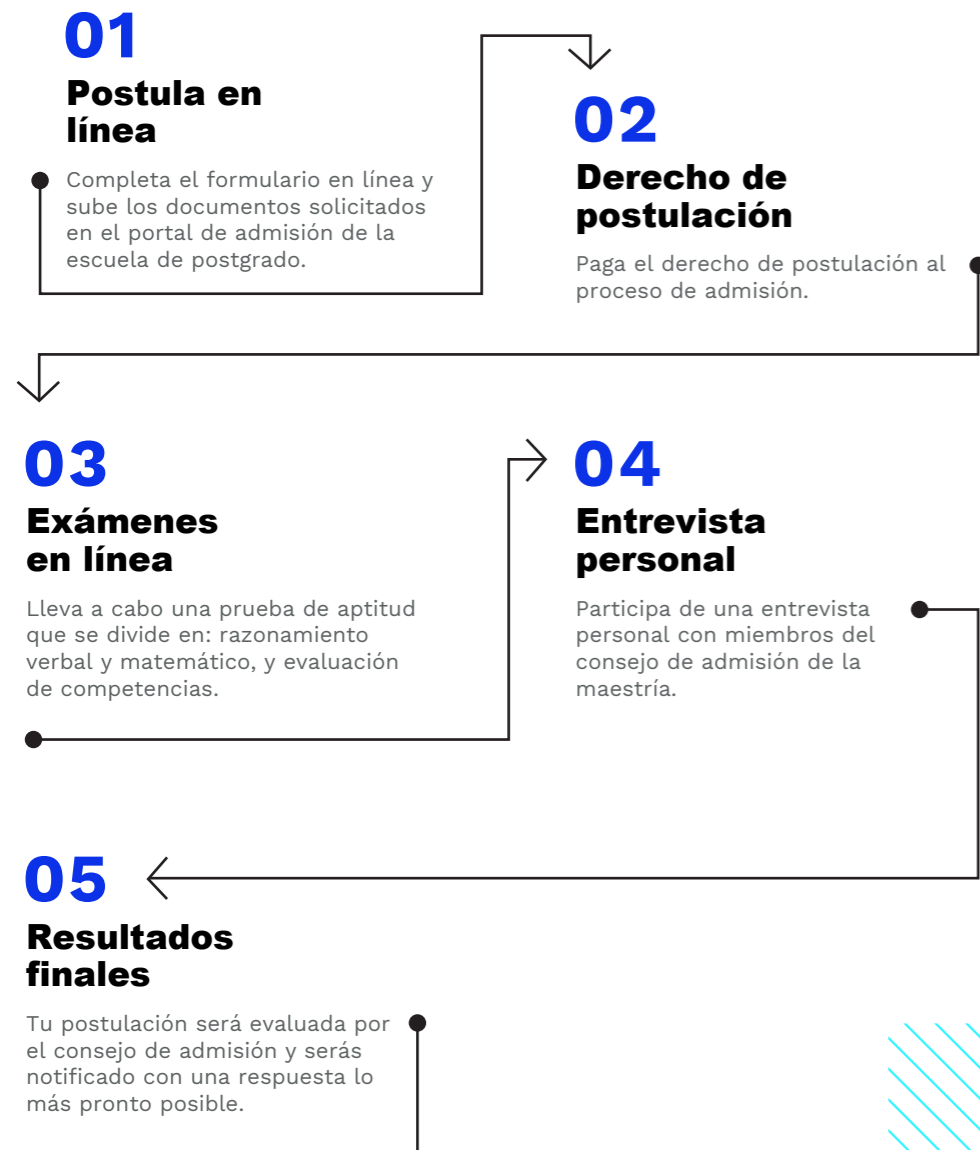 01
Postula en
línea
Completa el formulario en línea y
sube los documentos solicitados
en el portal de admisión de la
escuela de postgrado.
02
Derecho de
postulación
Paga el derecho de postulación al
proceso de admisión.
03
Exámenes
en línea
Lleva a cabo una prueba de aptitud
que se divide en: razonamiento
verbal y matemático, y evaluación
de competencias.
04
Entrevista
personal
Participa de una entrevista
personal con miembros del
consejo de admisión de la
maestría.
05
Resultados
finales
Tu postulación será evaluada por
el consejo de admisión y serás
notificado con una respuesta lo
más pronto posible.